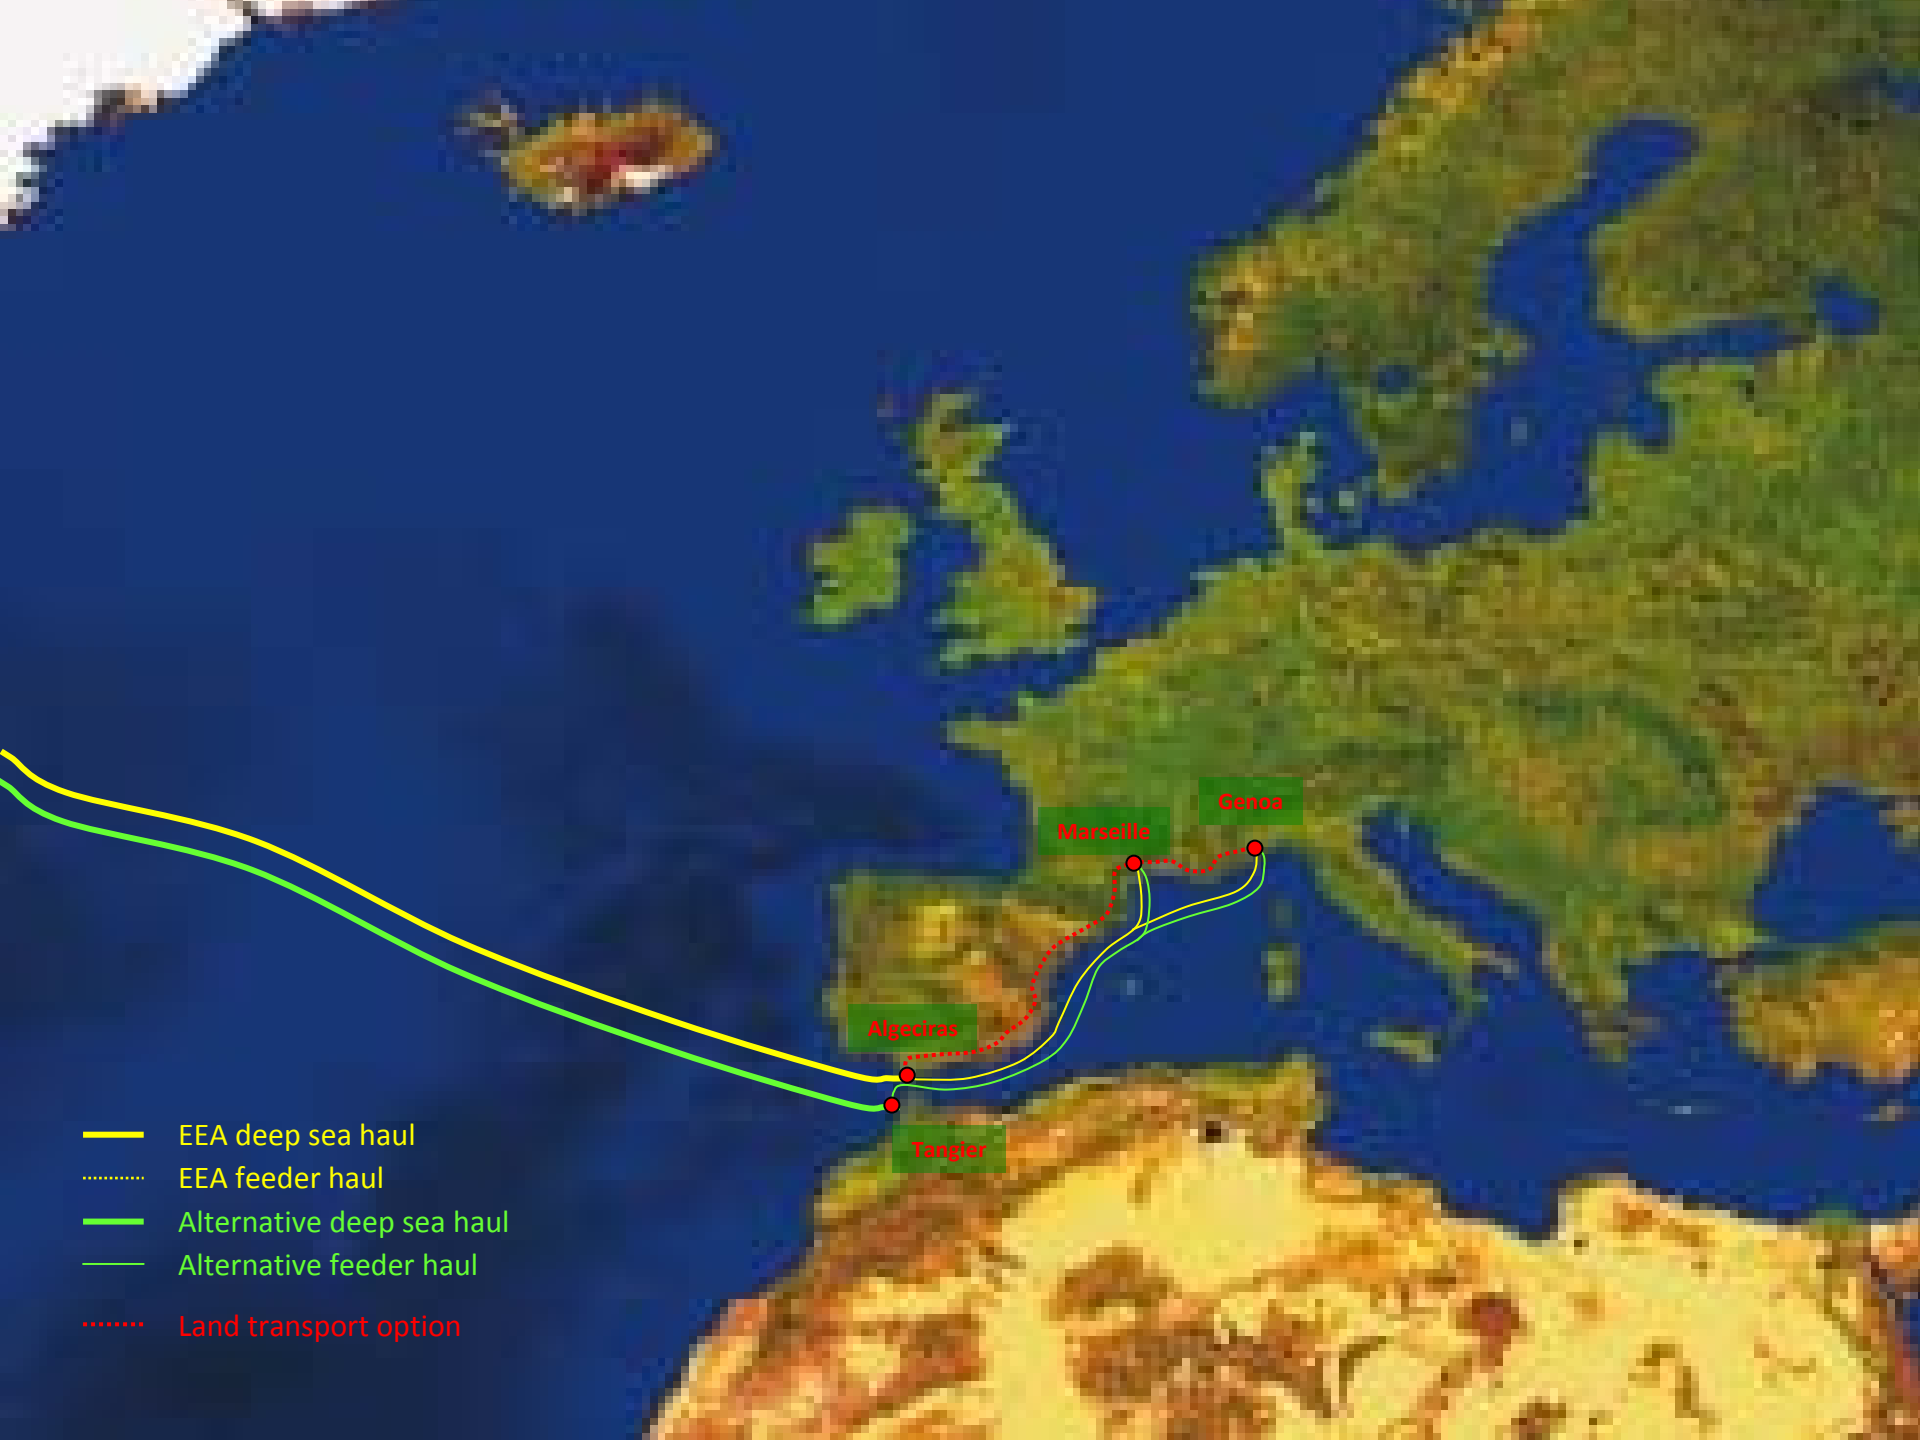 Genoa
Marseille
Algeciras
Tangier
EEA deep sea haul
EEA feeder haul
Alternative deep sea haul
Alternative feeder haul
Land transport option